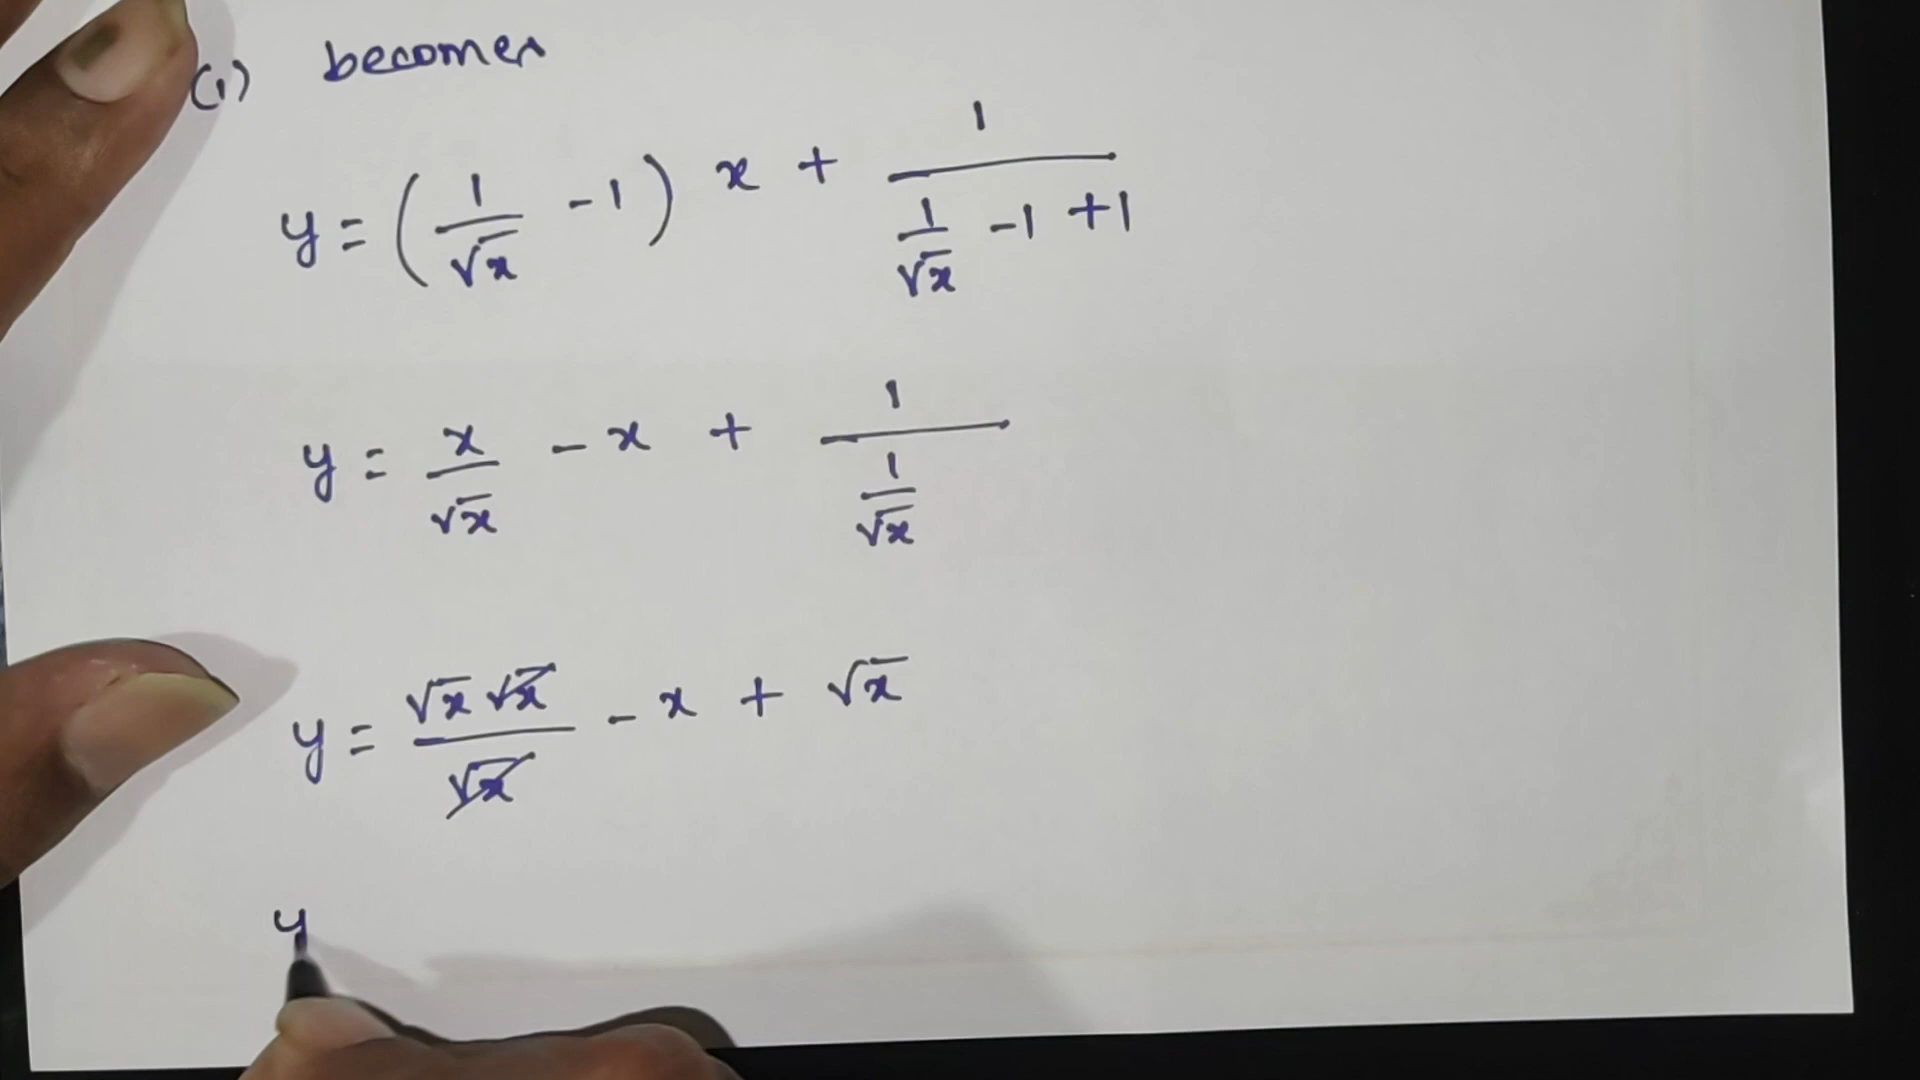 (1) becomes
y = (1/√x - 1) x + 1/(1/√x - 1 + 1)
y = x/√x - x + 1/(1/√x)
y = √x √x/√x - x + √x
y